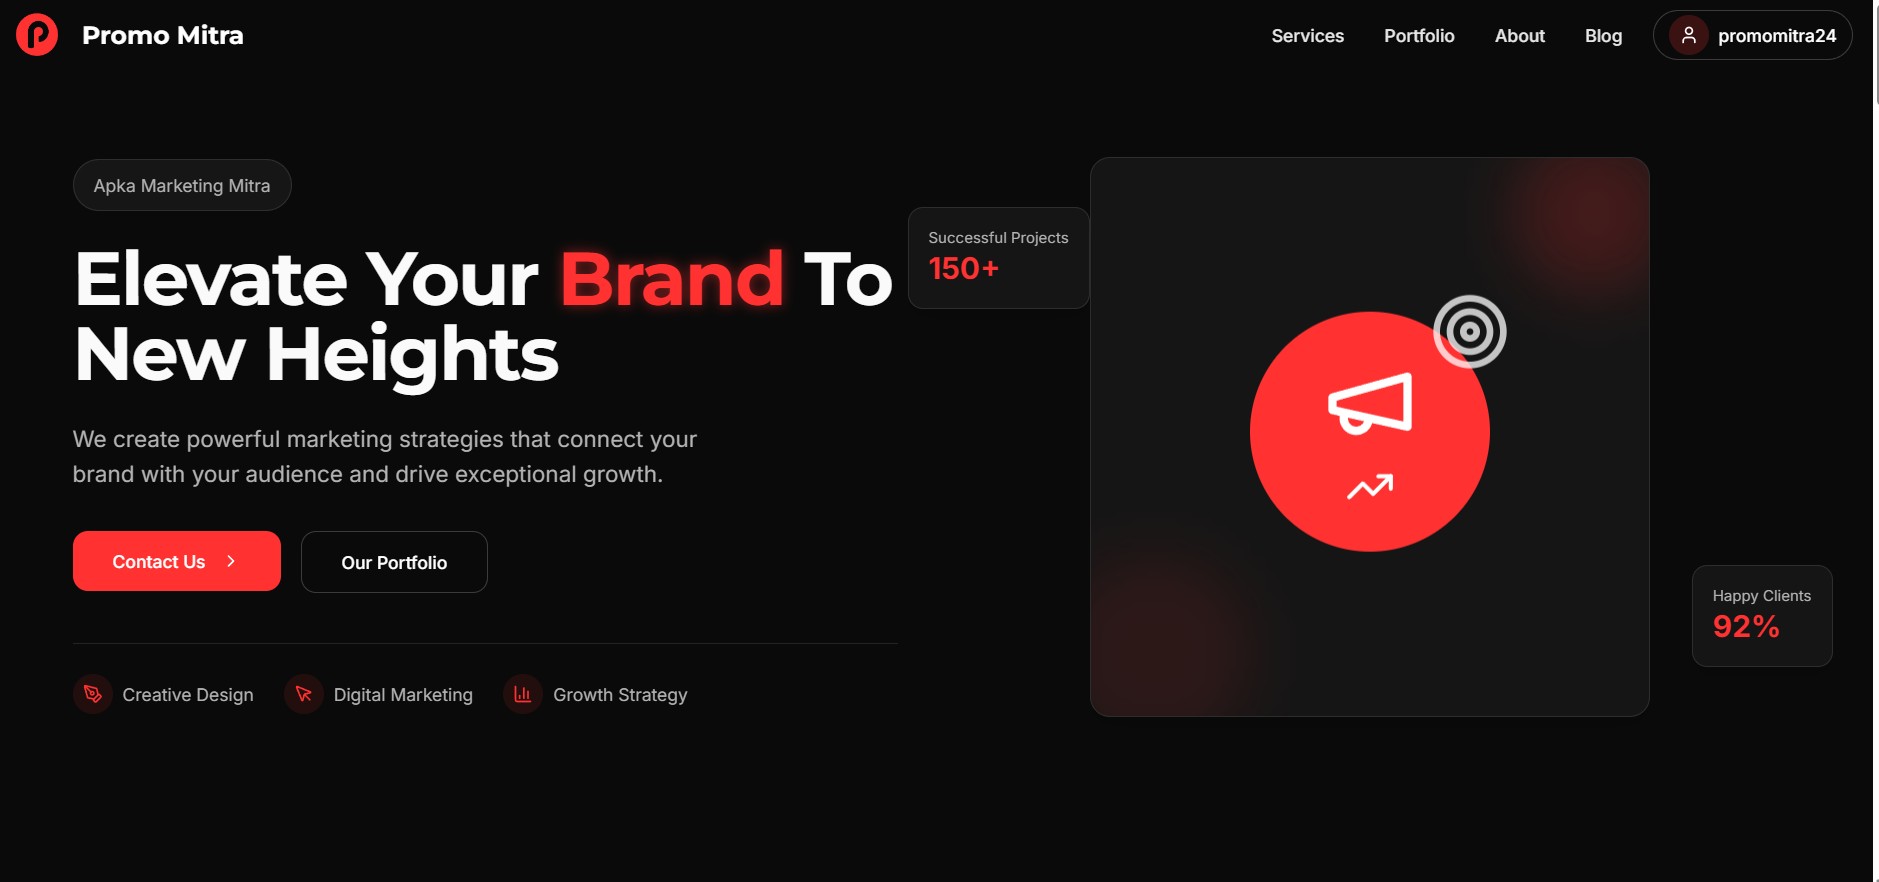 Promo Mitra
Services
Portfolio
About
Blog
promomitra24
Apka Marketing Mitra
Elevate Your Brand To
New Heights
We create powerful marketing strategies that connect your
brand with your audience and drive exceptional growth.
Contact Us
Our Portfolio
Creative Design
Digital Marketing
Growth Strategy
Successful Projects
150+
Happy Clients
92%